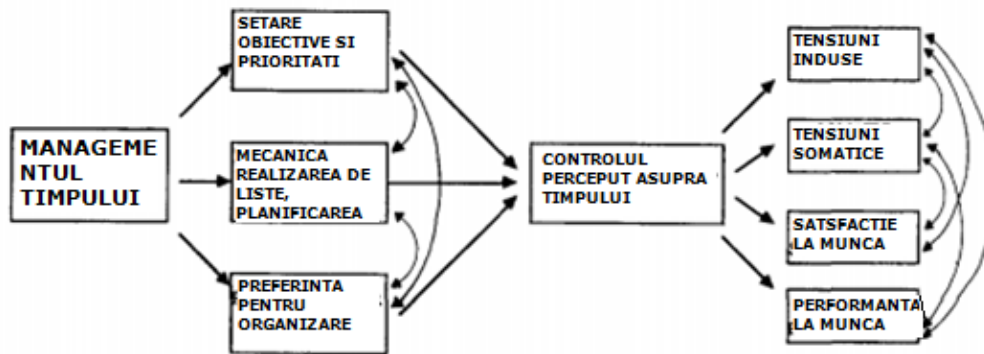 MANAGEME
NTUL
TIMPULUI
SETARE
OBIECTIVE SI
PRIORITATI
MECANICA
REALIZAREA DE
LISTE,
PLANIFICAREA
PREFERINTA
PENTRU
ORGANIZARE
CONTROLUL
PERCEPUT ASUPRA
TIMPULUI
TENSIUNI
INDUSE
TENSIUNI
SOMATICE
SATSFACTIE
LA MUNCA
PERFORMANTA
LA MUNCA